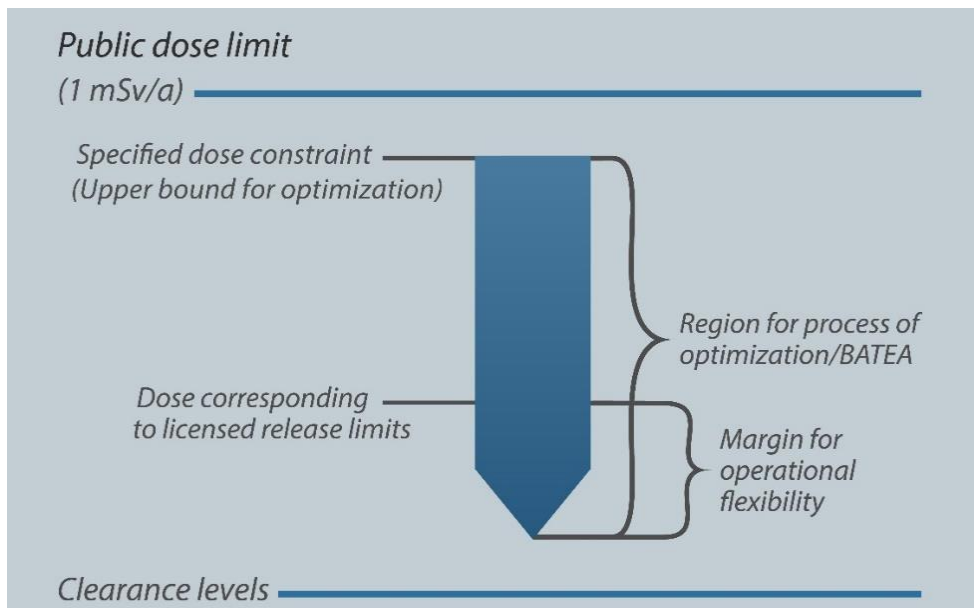 Public dose limit
(1 mSv/a)
Specified dose constraint
(Upper bound for optimization)
Region for process of
optimization/BATEA
Dose corresponding
to licensed release limits
Margin for
operational
flexibility
Clearance levels